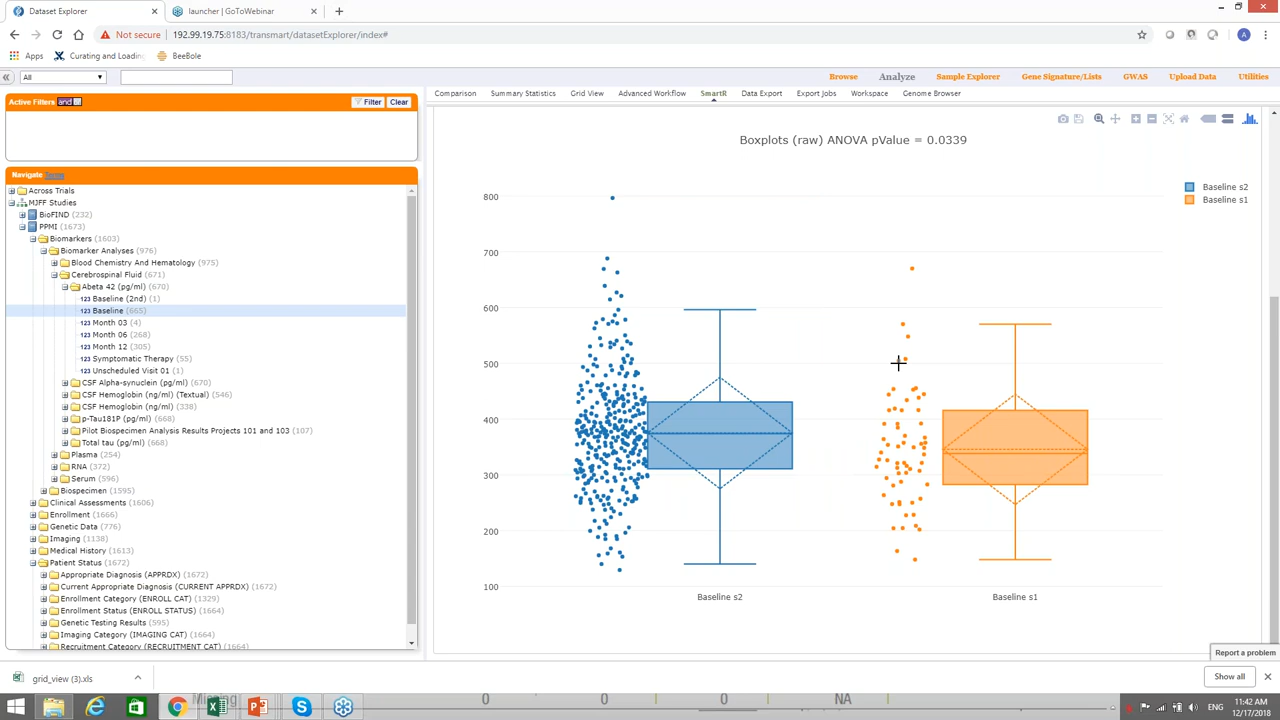 Dataset Explorer
launcher | GoToWebinar
Not secure 192.99.19.75:8183/transmart/datasetExplorer/index#
A
Apps Curating and Loading BeeBole
All
Browse Analyze Sample Explorer Gene Signature/Lists GWAS Upload Data Utilities
Active Filters and Filter Clear
Comparison Summary Statistics Grid View Advanced Workflow SmartR Data Export Export Jobs Workspace Genome Browser
Navigate Terms
Across Trials
MJFF Studies
BioFIND (232)
PPMI (1673)
Biomarkers (1603)
Biomarker Analyses (976)
Blood Chemistry And Hematology (975)
Cerebrospinal Fluid (671)
Abeta 42 (pg/ml) (670)
123 Baseline (2nd) (1)
123 Baseline (665)
123 Month 03 (4)
123 Month 06 (268)
123 Month 12 (305)
123 Symptomatic Therapy (55)
123 Unscheduled Visit 01 (1)
CSF Alpha-synuclein (pg/ml) (670)
CSF Hemoglobin (ng/ml) (Textual) (546)
CSF Hemoglobin (ng/ml) (338)
p-Tau181P (pg/ml) (668)
Pilot Biospecimen Analysis Results Projects 101 and 103 (107)
Total tau (pg/ml) (668)
Plasma (254)
RNA (372)
Serum (596)
Biospecimen (1595)
Clinical Assessments (1606)
Enrollment (1666)
Genetic Data (776)
Imaging (1138)
Medical History (1613)
Patient Status (1672)
Appropriate Diagnosis (APPRDX) (1672)
Current Appropriate Diagnosis (CURRENT APPRDX) (1672)
Enrollment Category (ENROLL CAT) (1329)
Enrollment Status (ENROLL STATUS) (1664)
Genetic Testing Results (595)
Imaging Category (IMAGING CAT) (1664)
Recruitment Category (RECRUITMENT CAT) (1664)
Boxplots (raw) ANOVA pValue = 0.0339
Baseline s2
Baseline s1
800
700
600
500
400
300
200
100
Baseline s2 Baseline s1
Report a problem
grid_view (3).xls
Show all
Missing 0 0 NA
ENG
11:42 AM
12/17/2018